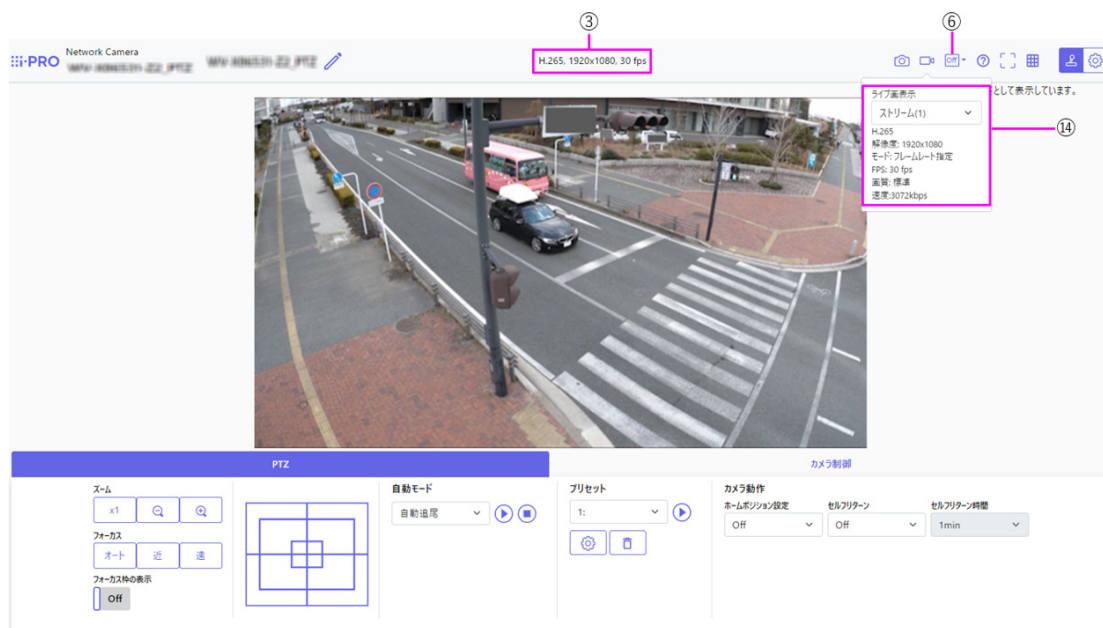 ③
⑥
i-PRO
Network Camera
H.265, 1920x1080, 30 fps
Off
として表示しています。
ライブ画表示
ストリーム(1)
⑭
H.265
解像度: 1920x1080
モード: フレームレート指定
FPS: 30 fps
画質: 標準
速度:3072kbps
PTZ
カメラ制御
ズーム
x1
フォーカス
オート 近 遠
フォーカス枠の表示
Off
自動モード
自動追尾
プリセット
1:
カメラ動作
ホームポジション設定 セルフリターン セルフリターン時間
Off Off 1min